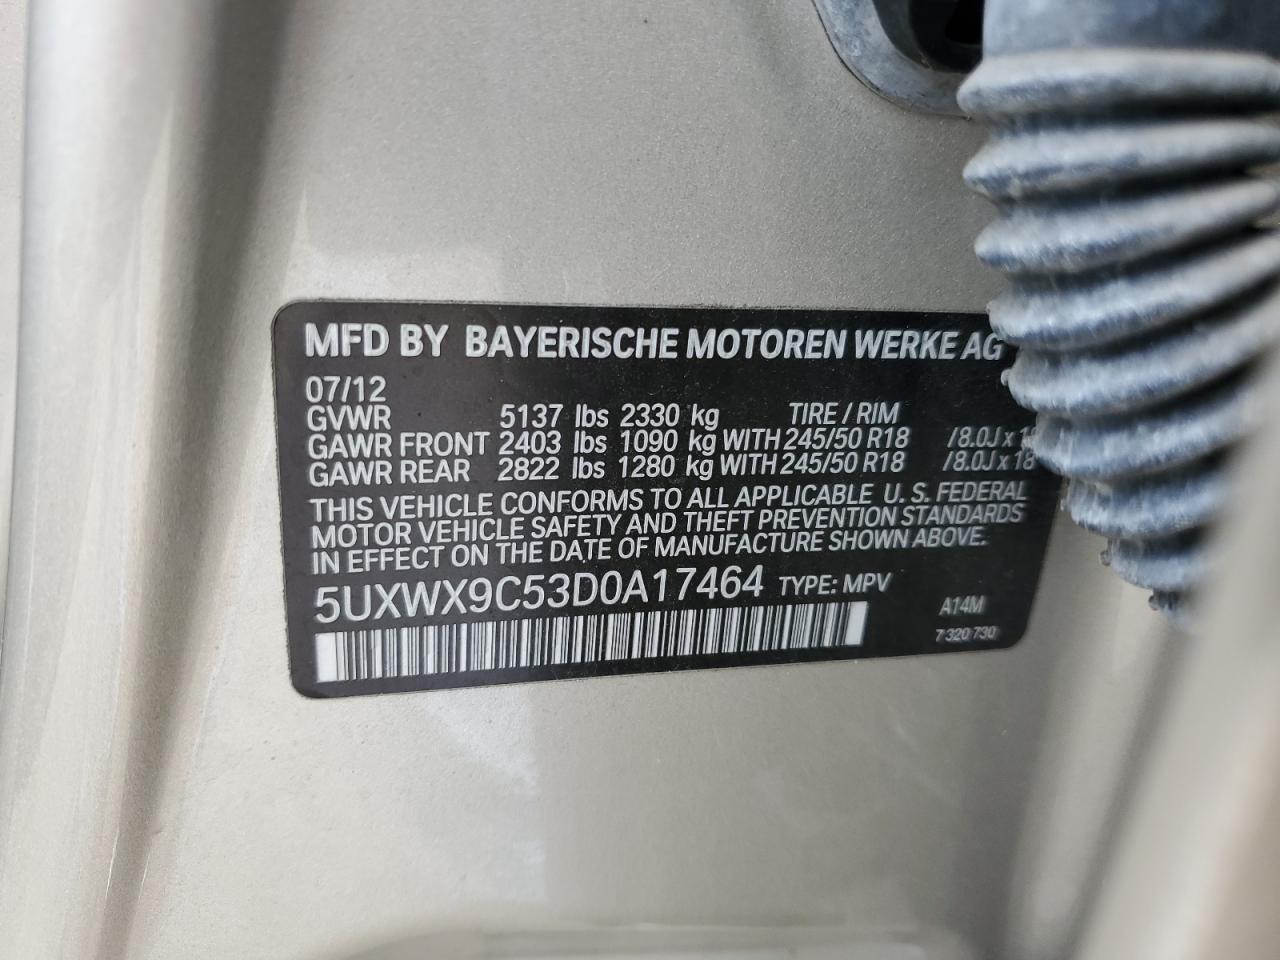 MFD BY BAYERISCHE MOTOREN WERKE AG
07/12
GVWR 5137 lbs 2330 kg TIRE / RIM
GAWR FRONT 2403 lbs 1090 kg WITH 245/50 R18 /8.0J x
GAWR REAR 2822 lbs 1280 kg WITH 245/50 R18 /8.0J x 18
THIS VEHICLE CONFORMS TO ALL APPLICABLE U. S. FEDERAL
MOTOR VEHICLE SAFETY AND THEFT PREVENTION STANDARDS
IN EFFECT ON THE DATE OF MANUFACTURE SHOWN ABOVE.
5UXWX9C53D0A17464 TYPE: MPV
A14M
7 320 730